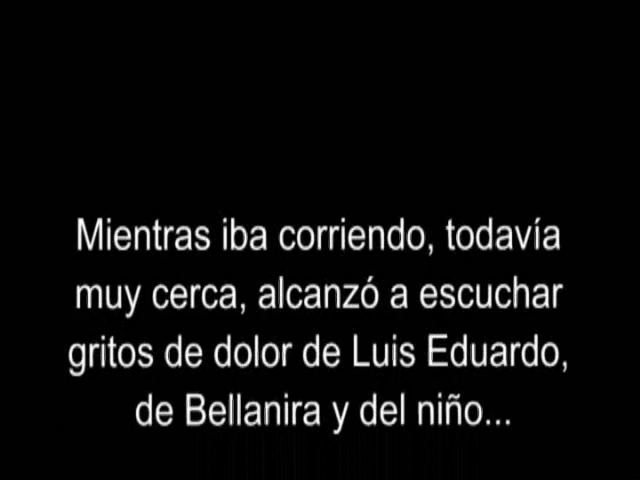 Mientras iba corriendo, todavía
muy cerca, alcanzó a escuchar
gritos de dolor de Luis Eduardo,
de Bellanira y del niño...